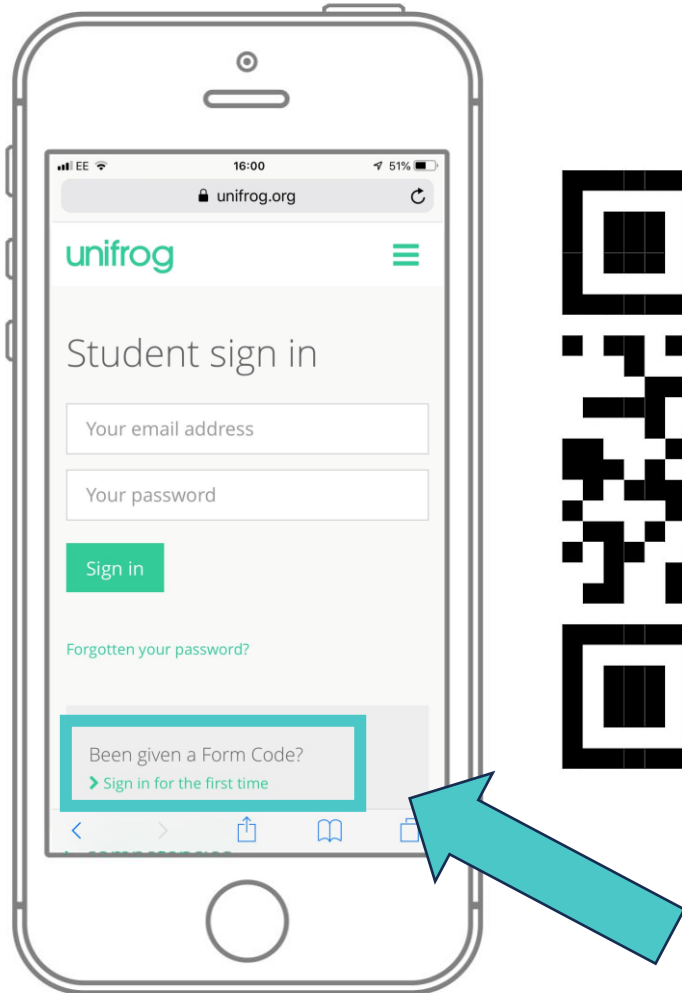 EE 16:00 51%
unifrog.org
unifrog
Student sign in
Your email address
Your password
Sign in
Forgotten your password?
Been given a Form Code?
Sign in for the first time